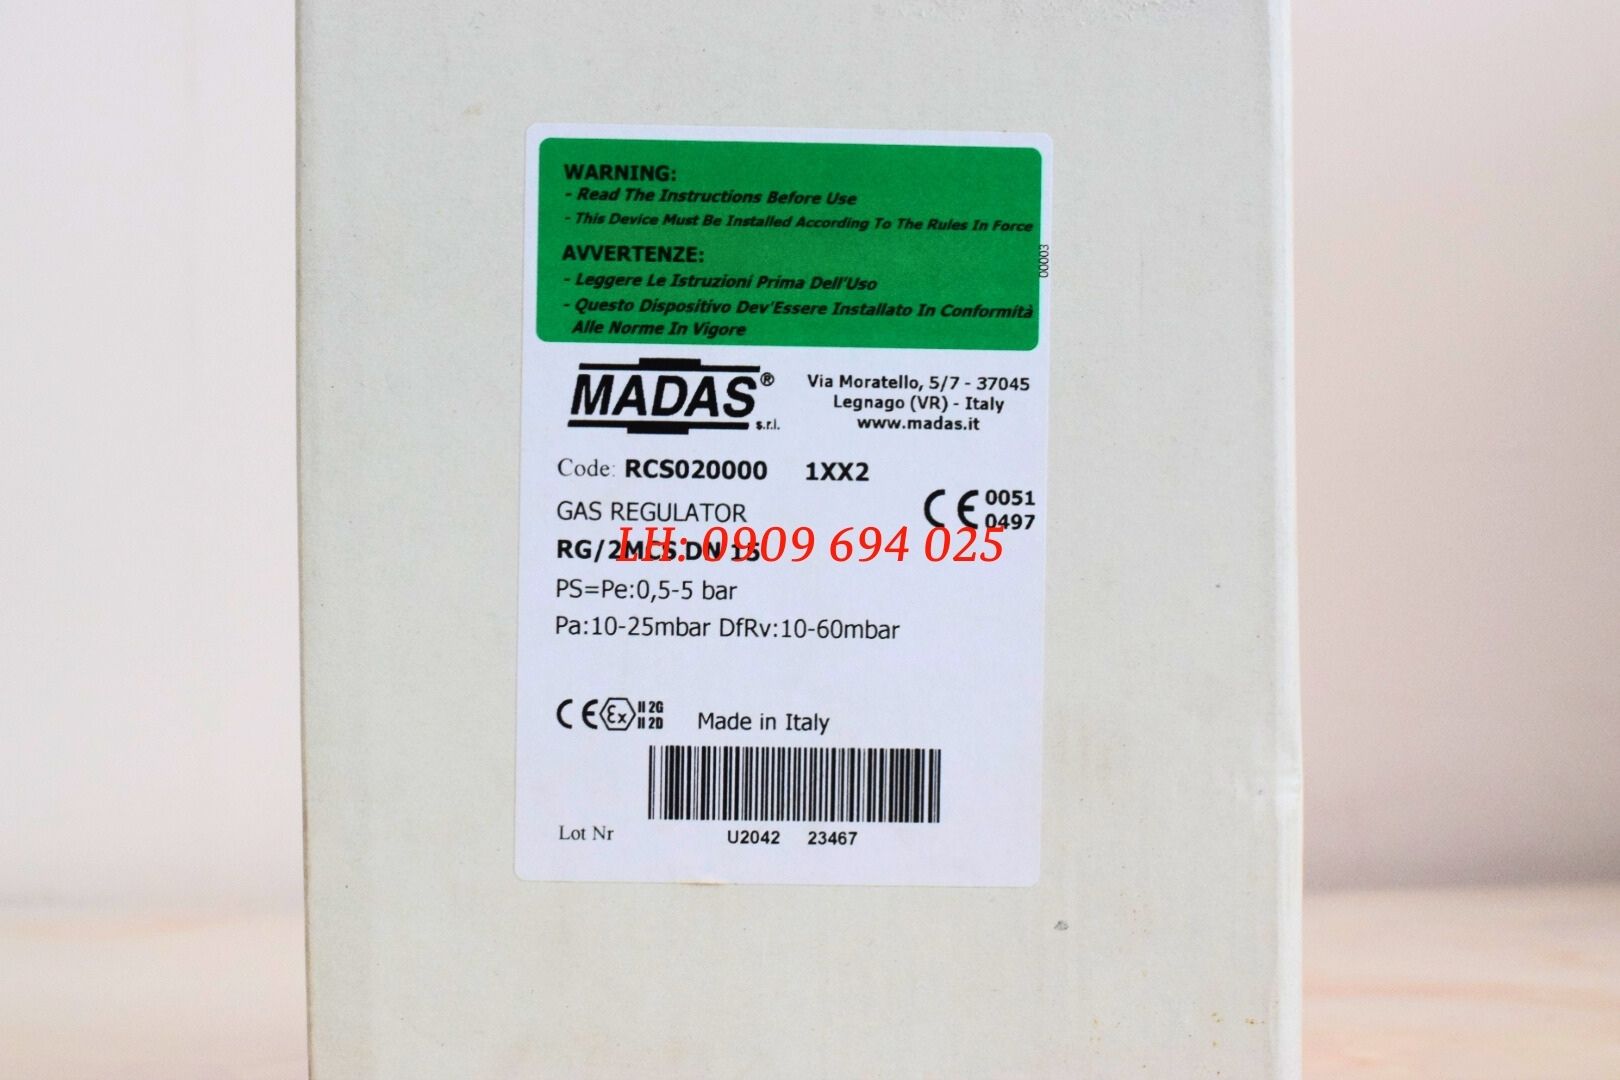 WARNING:
- Read The Instructions Before Use
- This Device Must Be Installed According To The Rules In Force
AVVERTENZE:
- Leggere Le Istruzioni Prima Dell'Uso
- Questo Dispositivo Dev'Essere Installato In Conformità
Alle Norme In Vigore
00003
MADAS®
s.r.l.
Via Moratello, 5/7 - 37045
Legnago (VR) - Italy
www.madas.it
Code: RCS020000 1XX2
GAS REGULATOR
CE 0051
0497
RG/2MCS DN 15
LH: 0909 694 025
PS=Pe:0,5-5 bar
Pa:10-25mbar DfRv:10-60mbar
CE Ex II 2G
II 2D
Made in Italy
Lot Nr U2042 23467